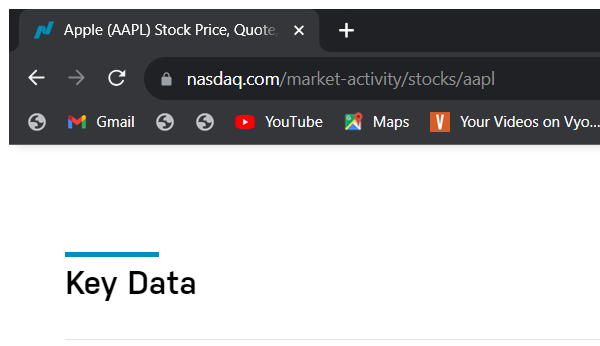 Apple (AAPL) Stock Price, Quote,
nasdaq.com/market-activity/stocks/aapl
Gmail YouTube Maps Your Videos on Vyo...
Key Data